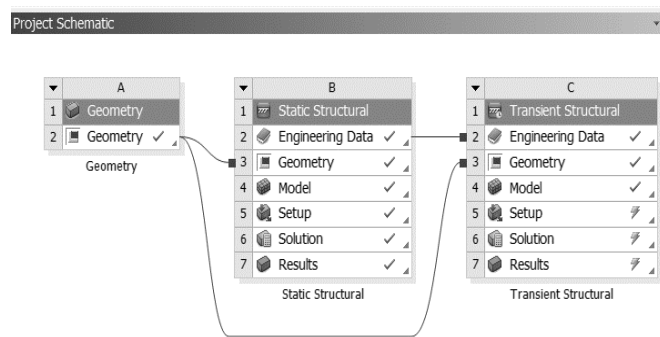 Project Schematic
A
1 Geometry
2 Geometry
Geometry
B
1 Static Structural
2 Engineering Data
3 Geometry
4 Model
5 Setup
6 Solution
7 Results
Static Structural
C
1 Transient Structural
2 Engineering Data
3 Geometry
4 Model
5 Setup
6 Solution
7 Results
Transient Structural